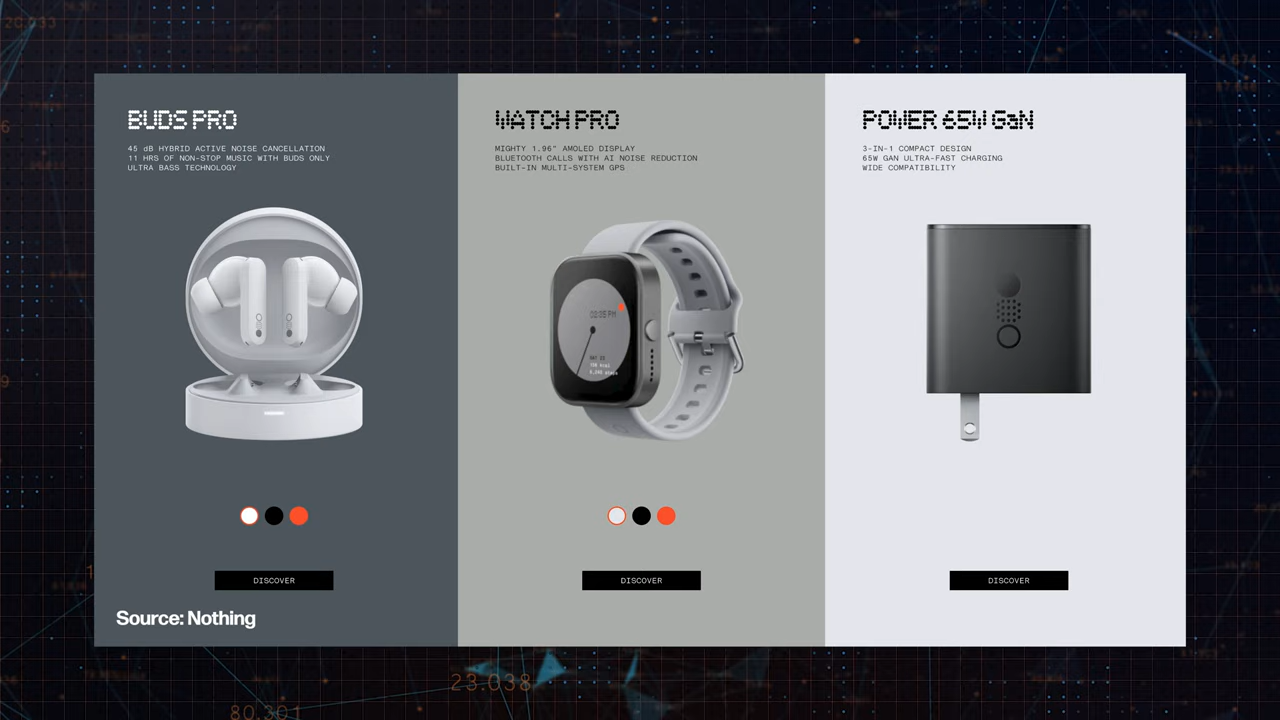 BUDS PRO
45 dB HYBRID ACTIVE NOISE CANCELLATION
11 HRS OF NON-STOP MUSIC WITH BUDS ONLY
ULTRA BASS TECHNOLOGY
DISCOVER
Source: Nothing
WATCH PRO
MIGHTY 1.96" AMOLED DISPLAY
BLUETOOTH CALLS WITH AI NOISE REDUCTION
BUILT-IN MULTI-SYSTEM GPS
DISCOVER
POWER 65W GaN
3-IN-1 COMPACT DESIGN
65W GAN ULTRA-FAST CHARGING
WIDE COMPATIBILITY
DISCOVER
23.038
80.301